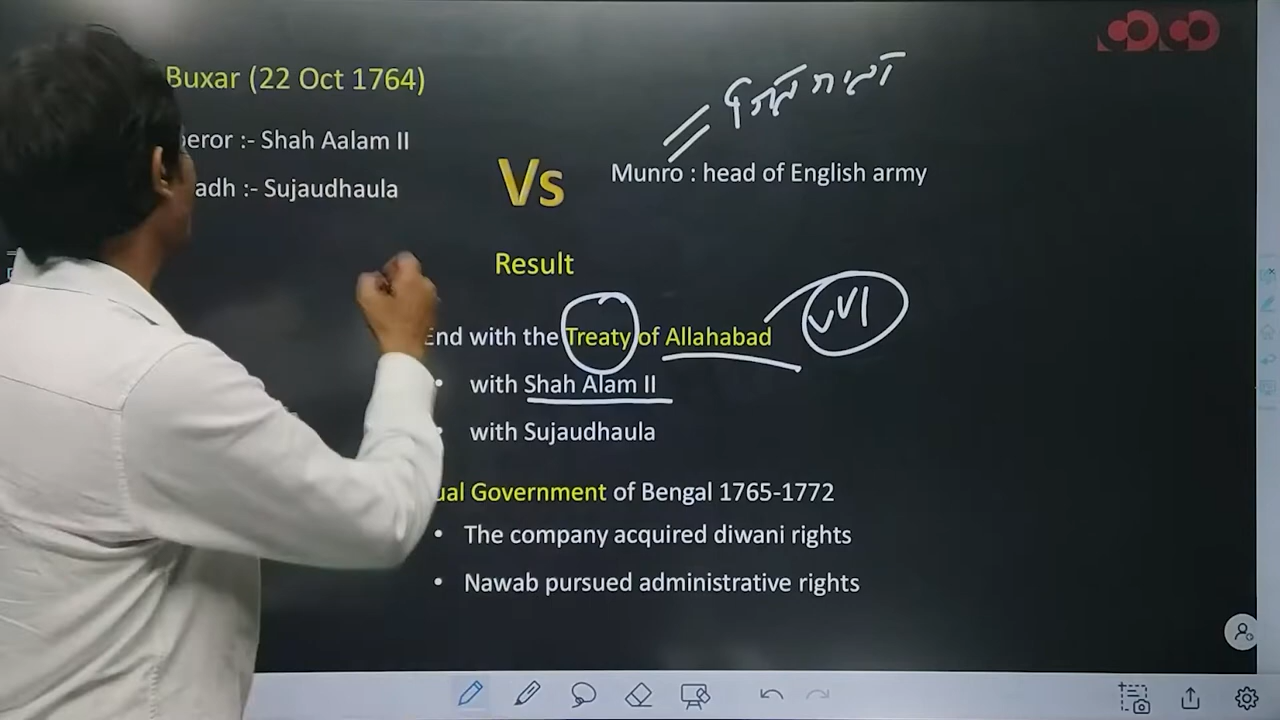 Buxar (22 Oct 1764)
peror :- Shah Aalam II
adh :- Sujaudhaula
Vs
Munro : head of English army
Result
End with the Treaty of Allahabad
VVI
• with Shah Alam II
• with Sujaudhaula
ual Government of Bengal 1765-1772
• The company acquired diwani rights
• Nawab pursued administrative rights